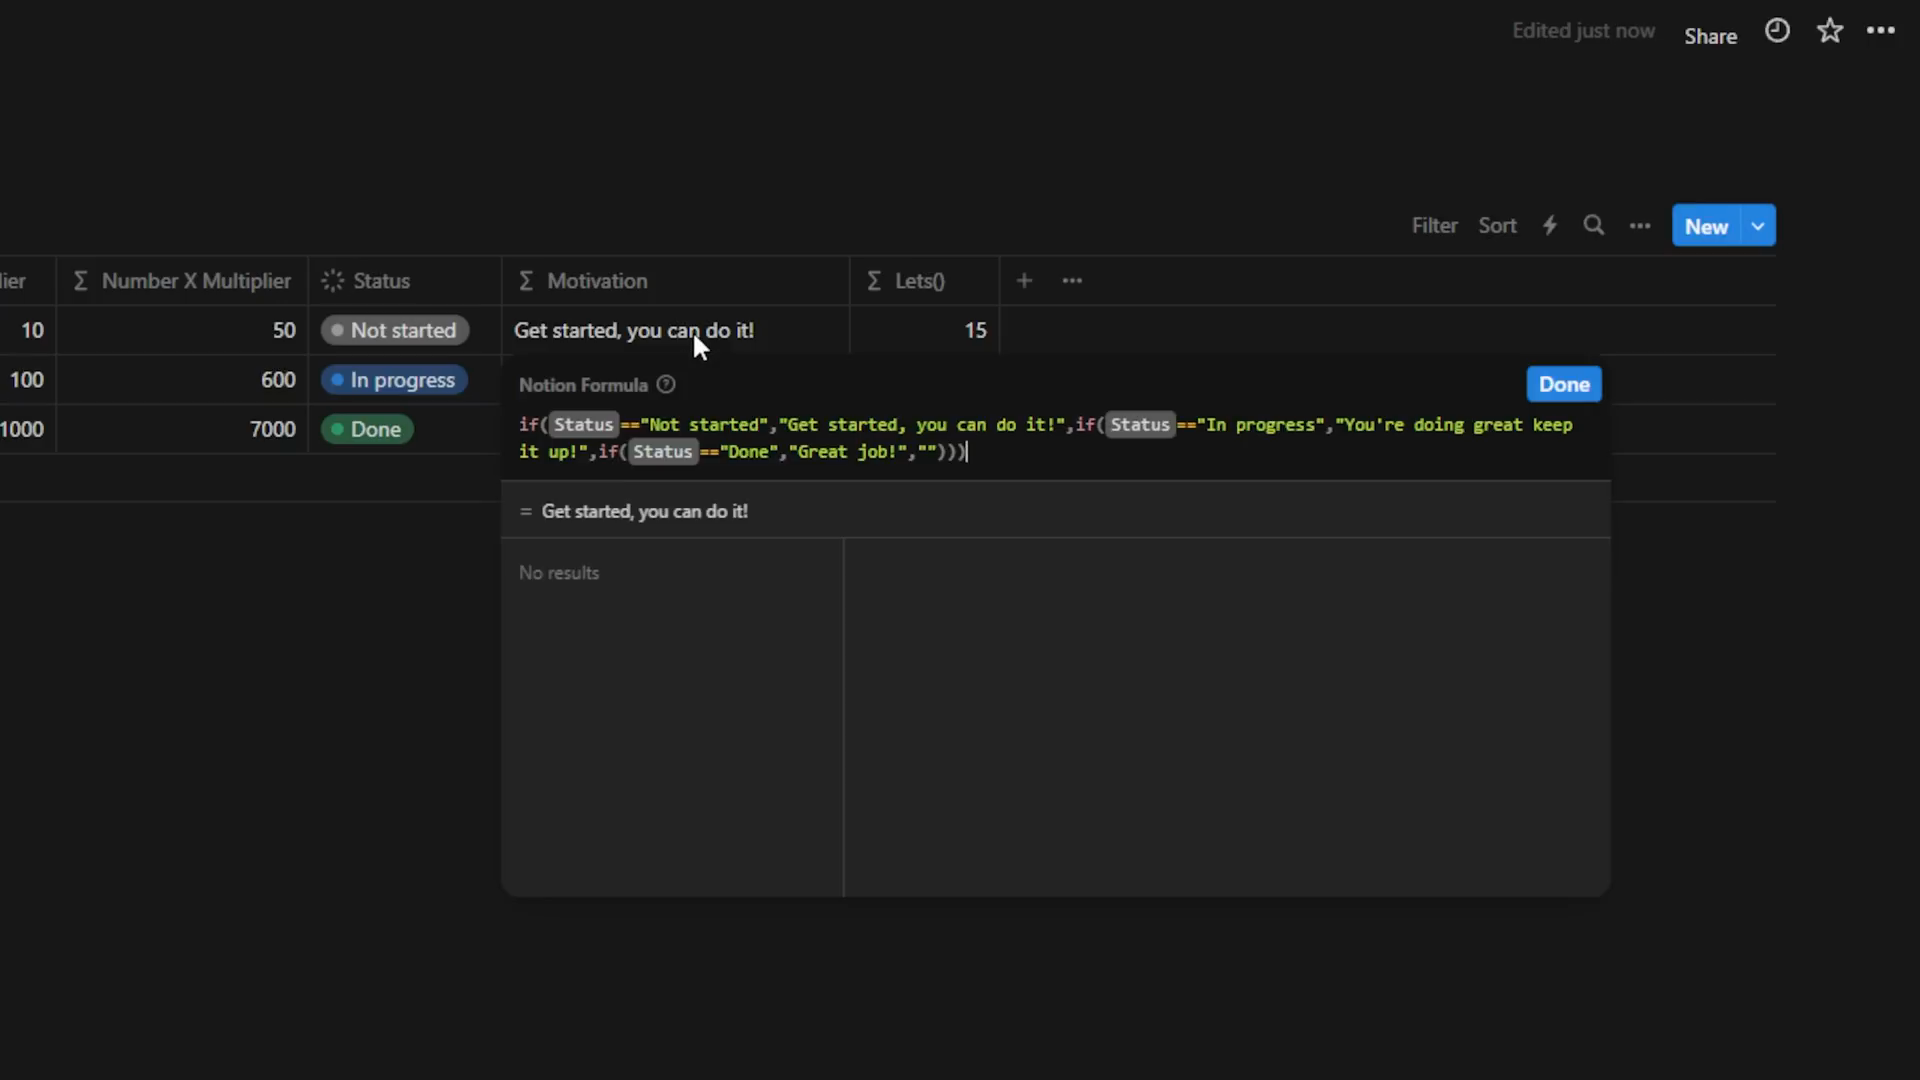 Edited just now Share
Filter Sort New
lier Number X Multiplier Status Motivation Lets()
10 50 Not started Get started, you can do it! 15
100 600 In progress
1000 7000 Done
Notion Formula Done
if(Status=="Not started","Get started, you can do it!",if(Status=="In progress","You're doing great keep
it up!",if(Status=="Done","Great job!","")))
= Get started, you can do it!
No results